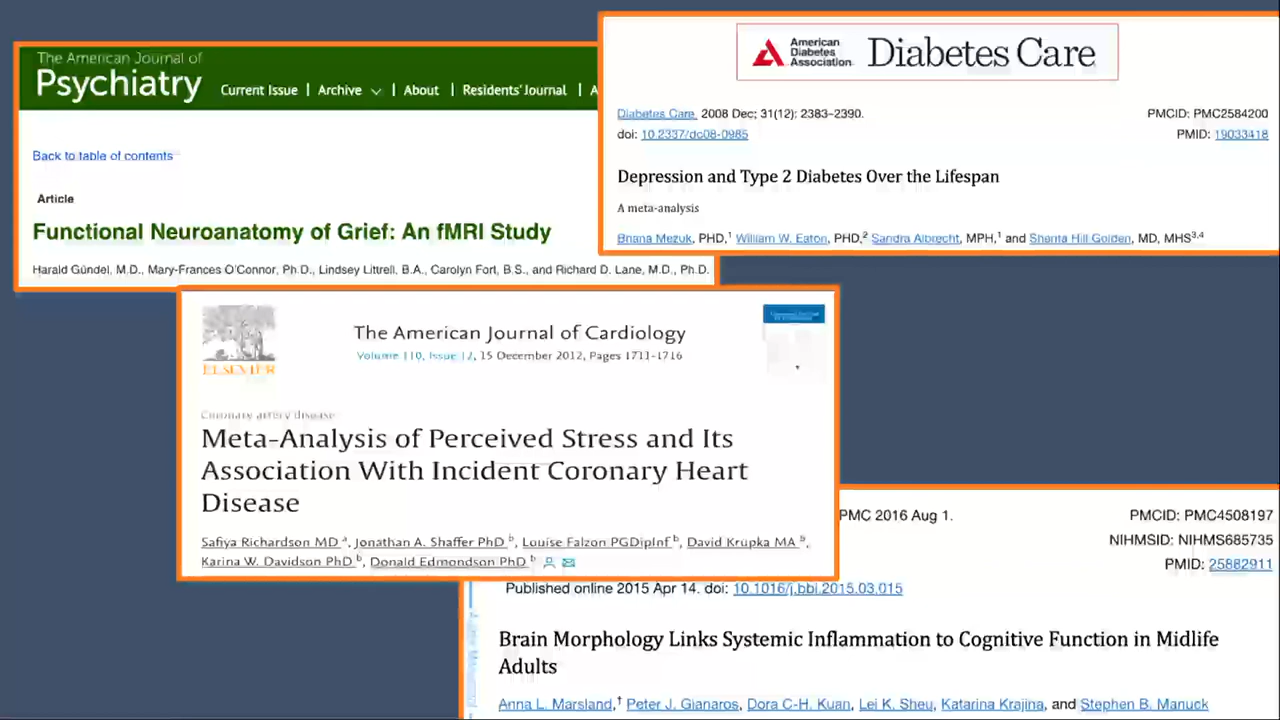 The American Journal of
Psychiatry
Current Issue | Archive | About | Residents' Journal | A
Back to table of contents
Article
Functional Neuroanatomy of Grief: An fMRI Study
Harald Gündel, M.D., Mary-Frances O'Connor, Ph.D., Lindsey Littrell, B.A., Carolyn Fort, B.S., and Richard D. Lane, M.D., Ph.D.
American
Diabetes
Association.
Diabetes Care
Diabetes Care. 2008 Dec; 31(12): 2383–2390.
PMCID: PMC2584200
doi: 10.2337/dc08-0985
PMID: 19033418
Depression and Type 2 Diabetes Over the Lifespan
A meta-analysis
Briana Mezuk, PHD,1 William W. Eaton, PHD,2 Sandra Albrecht, MPH,1 and Sherita Hill Golden, MD, MHS3,4
ELSEVIER
The American Journal of Cardiology
Volume 110, Issue 12, 15 December 2012, Pages 1711-1716
Coronary artery disease
Meta-Analysis of Perceived Stress and Its
Association With Incident Coronary Heart
Disease
Safiya Richardson MD a, Jonathan A. Shaffer PhD b, Louise Falzon PGDipInf b, David Krupka MA a,
Karina W. Davidson PhD b, Donald Edmondson PhD b
PMC 2016 Aug 1.
PMCID: PMC4508197
NIHMSID: NIHMS685735
PMID: 25882911
Published online 2015 Apr 14. doi: 10.1016/j.bbi.2015.03.015
Brain Morphology Links Systemic Inflammation to Cognitive Function in Midlife
Adults
Anna L. Marsland,† Peter J. Gianaros, Dora C-H. Kuan, Lei K. Sheu, Katarina Krajina, and Stephen B. Manuck